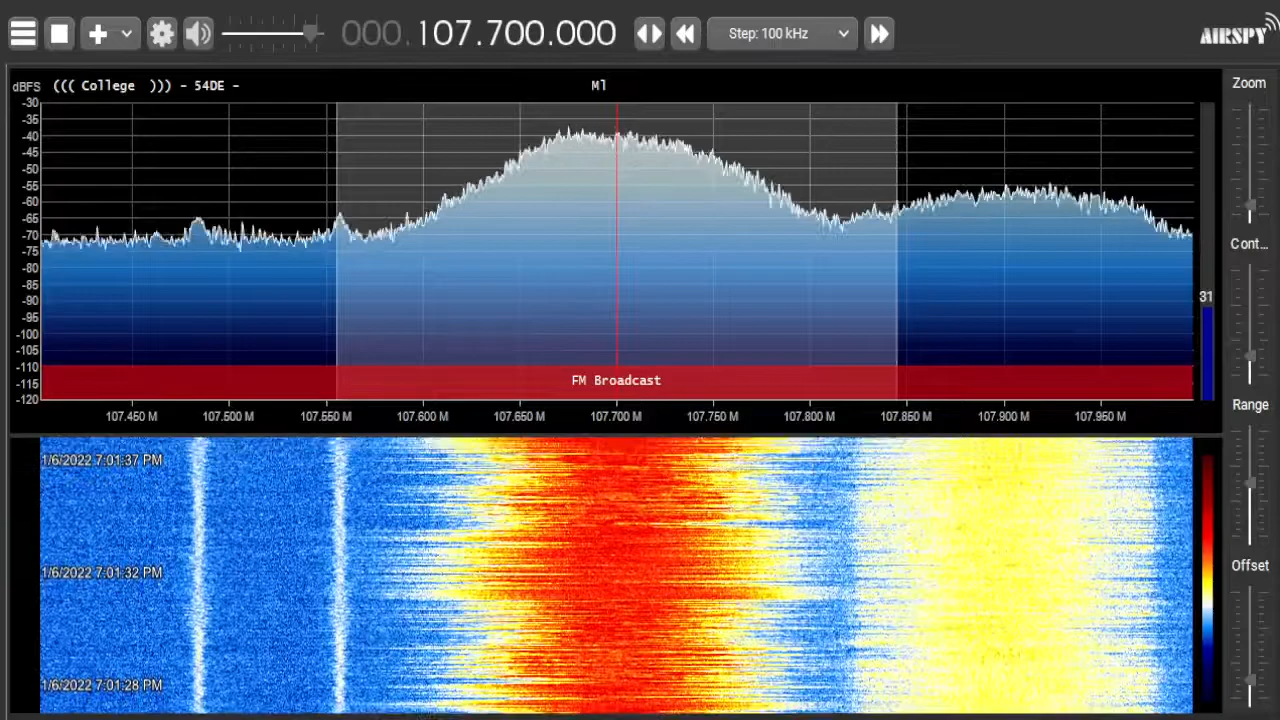 000.107.700.000
Step: 100 kHz
AIRSPY
dBFS ((( College ))) - 54DE -
Ml
Zoom
-30
-35
-40
-45
-50
-55
-60
-65
-70
-75
-80
-85
-90
-95
-100
-105
-110
-115
-120
Cont...
31
FM Broadcast
Range
107.450 M 107.500 M 107.550 M 107.600 M 107.650 M 107.700 M 107.750 M 107.800 M 107.850 M 107.900 M 107.950 M
1/6/2022 7:01:37 PM
Offset
1/6/2022 7:01:32 PM
1/6/2022 7:01:28 PM